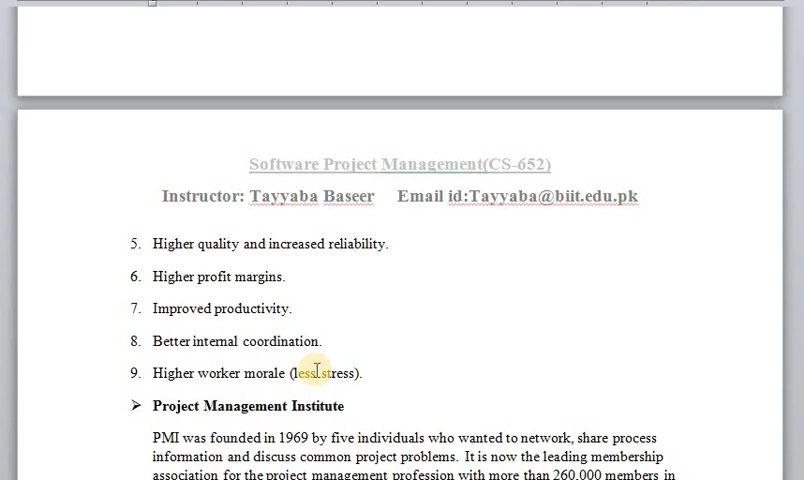 Software Project Management(CS-652)
Instructor: Tayyaba Baseer Email id:Tayyaba@biit.edu.pk
5. Higher quality and increased reliability.
6. Higher profit margins.
7. Improved productivity.
8. Better internal coordination.
9. Higher worker morale (less stress).
➢ Project Management Institute
PMI was founded in 1969 by five individuals who wanted to network, share process
information and discuss common project problems. It is now the leading membership
association for the project management profession with more than 260,000 members in